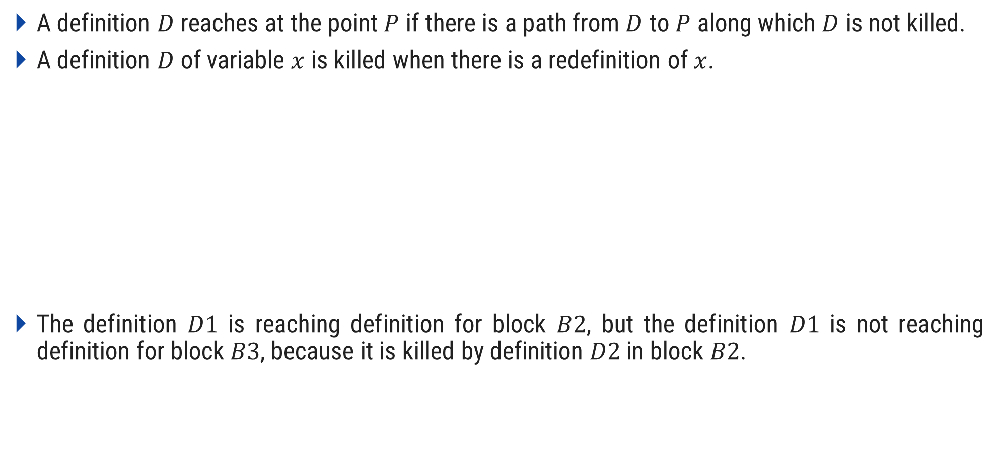 A definition D reaches at the point P if there is a path from D to P along which D is not killed.
A definition D of variable x is killed when there is a redefinition of x.
The definition D1 is reaching definition for block B2, but the definition D1 is not reaching
definition for block B3, because it is killed by definition D2 in block B2.